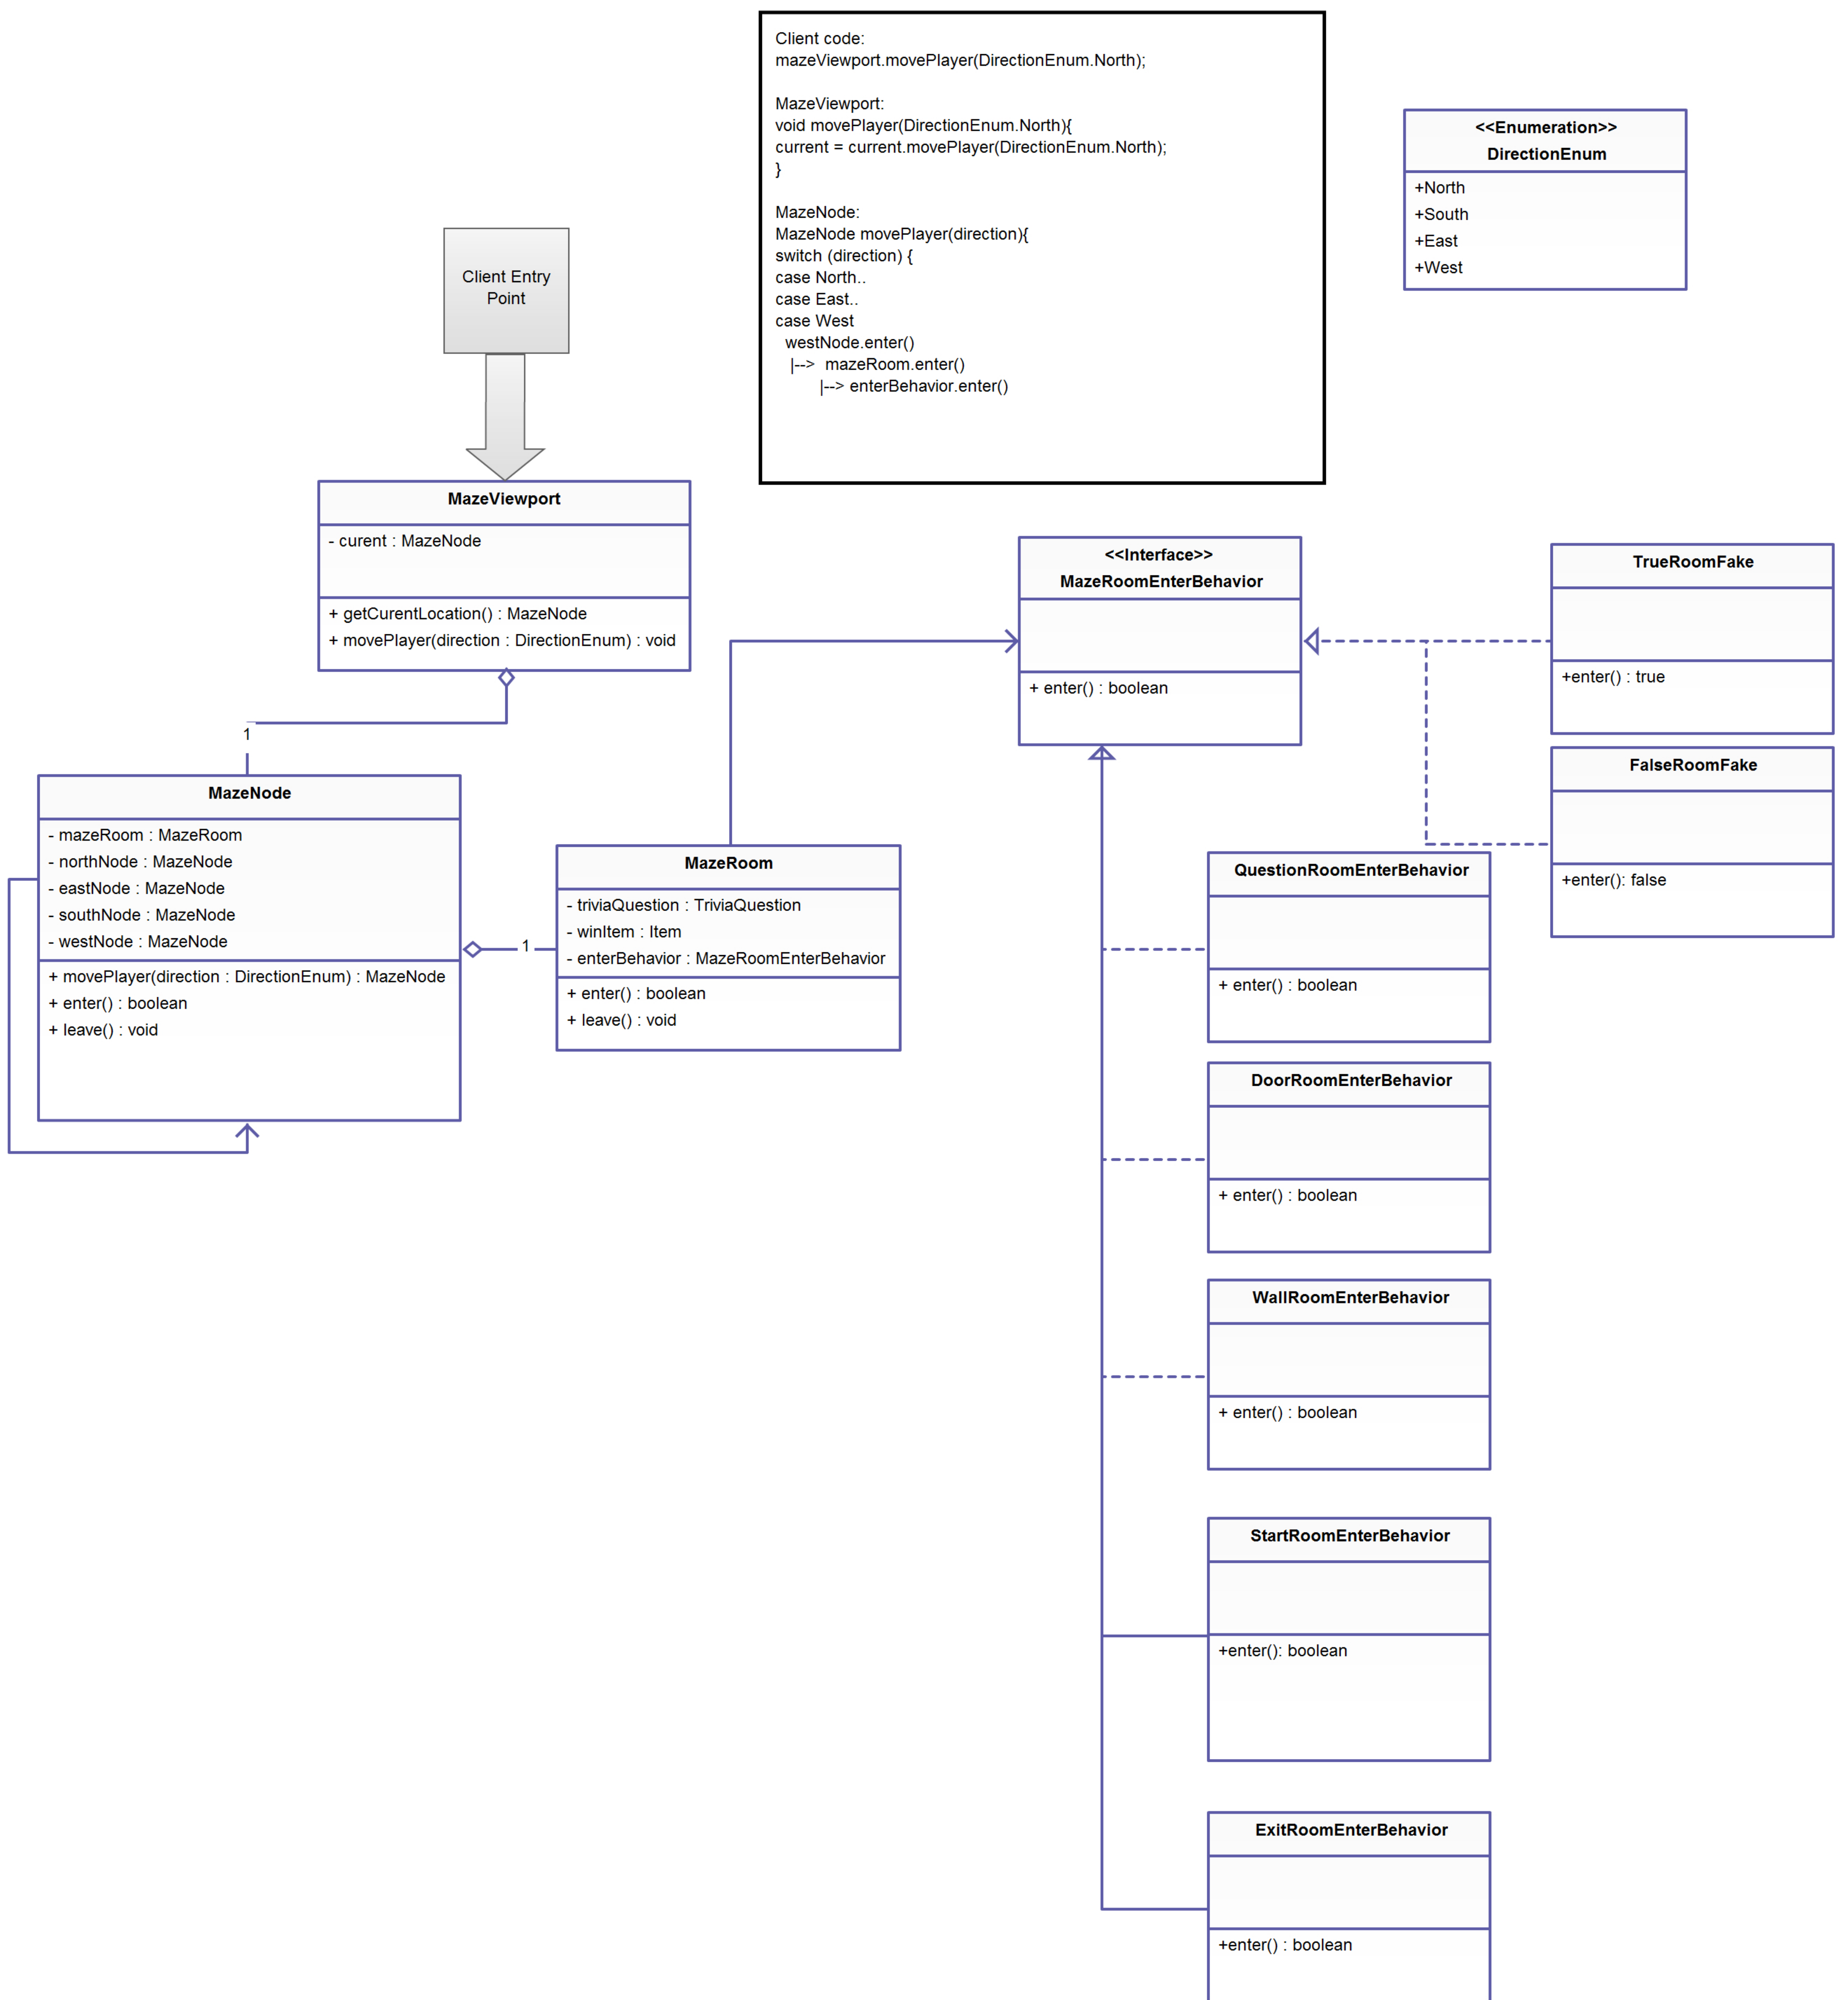 Client code:
mazeViewport.movePlayer(DirectionEnum.North);
MazeViewport:
void movePlayer(DirectionEnum.North){
current = current.movePlayer(DirectionEnum.North);
}
MazeNode:
MazeNode movePlayer(direction){
switch (direction) {
case North..
case East..
case West
westNode.enter()
|--> mazeRoom.enter()
|--> enterBehavior.enter()
<<Enumeration>>
DirectionEnum
+North
+South
+East
+West
Client Entry
Point
MazeViewport
- curent : MazeNode
+ getCurentLocation() : MazeNode
+ movePlayer(direction : DirectionEnum) : void
1
<<Interface>>
MazeRoomEnterBehavior
+ enter() : boolean
TrueRoomFake
+enter() : true
FalseRoomFake
+enter(): false
MazeNode
- mazeRoom : MazeRoom
- northNode : MazeNode
- eastNode : MazeNode
- southNode : MazeNode
- westNode : MazeNode
+ movePlayer(direction : DirectionEnum) : MazeNode
+ enter() : boolean
+ leave() : void
1
MazeRoom
- triviaQuestion : TriviaQuestion
- winItem : Item
- enterBehavior : MazeRoomEnterBehavior
+ enter() : boolean
+ leave() : void
QuestionRoomEnterBehavior
+ enter() : boolean
DoorRoomEnterBehavior
+ enter() : boolean
WallRoomEnterBehavior
+ enter() : boolean
StartRoomEnterBehavior
+enter(): boolean
ExitRoomEnterBehavior
+enter() : boolean